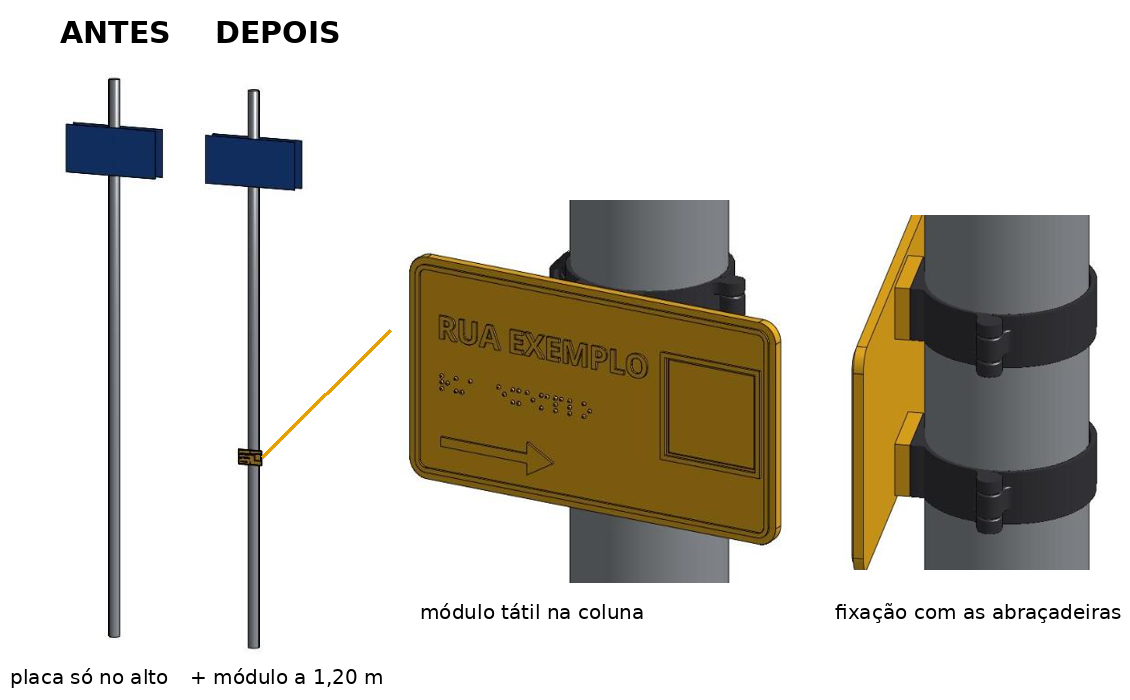 ANTES
DEPOIS
RUA EXEMPLO
módulo tátil na coluna
fixação com as abraçadeiras
placa só no alto
+ módulo a 1,20 m